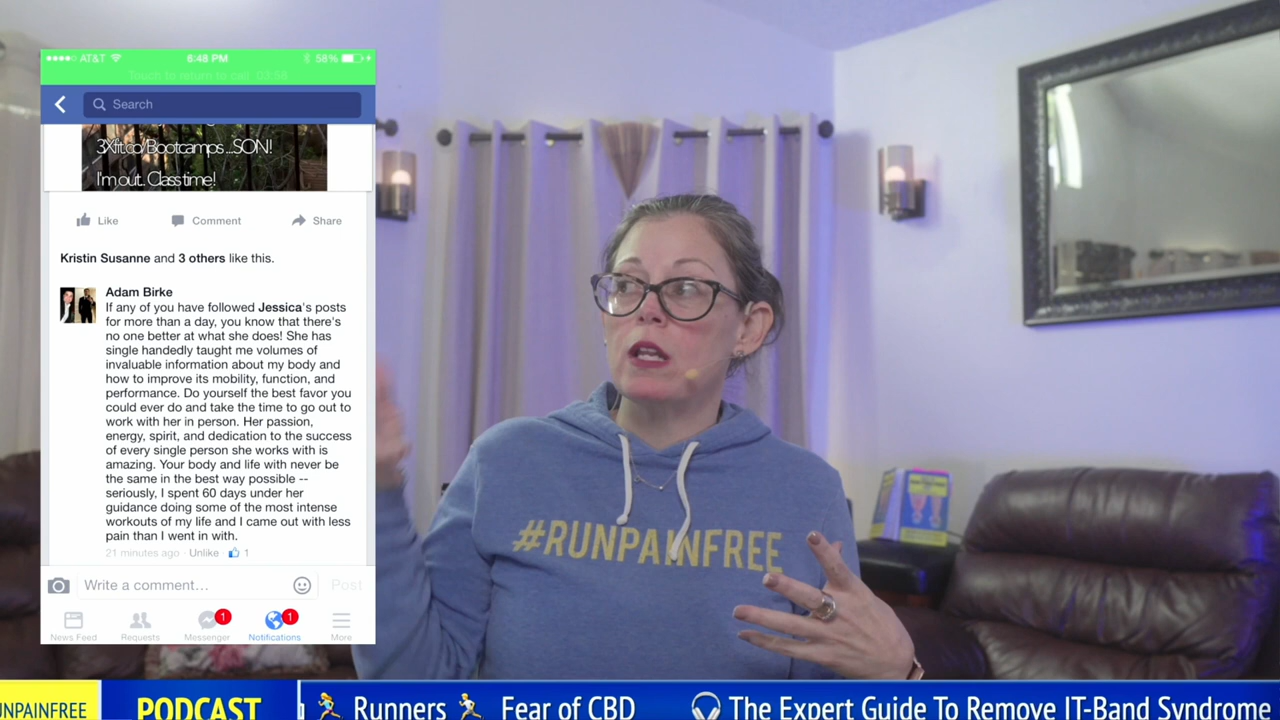 AT&T 6:48 PM 58%
Touch to return to call 03:58
Search
3Xfit.co/Bootcamps...SON!
I'm out. Class time!
Like Comment Share
Kristin Susanne and 3 others like this.
Adam Birke
If any of you have followed Jessica's posts
for more than a day, you know that there's
no one better at what she does! She has
single handedly taught me volumes of
invaluable information about my body and
how to improve its mobility, function, and
performance. Do yourself the best favor you
could ever do and take the time to go out to
work with her in person. Her passion,
energy, spirit, and dedication to the success
of every single person she works with is
amazing. Your body and life with never be
the same in the best way possible --
seriously, I spent 60 days under her
guidance doing some of the most intense
workouts of my life and I came out with less
pain than I went in with.
21 minutes ago · Unlike 1
Write a comment... Post
1 1
News Feed Requests Messenger Notifications More
#RUNPAINFREE
UNPAINFREE PODCAST Runners Fear of CBD The Expert Guide To Remove IT-Band Syndrome